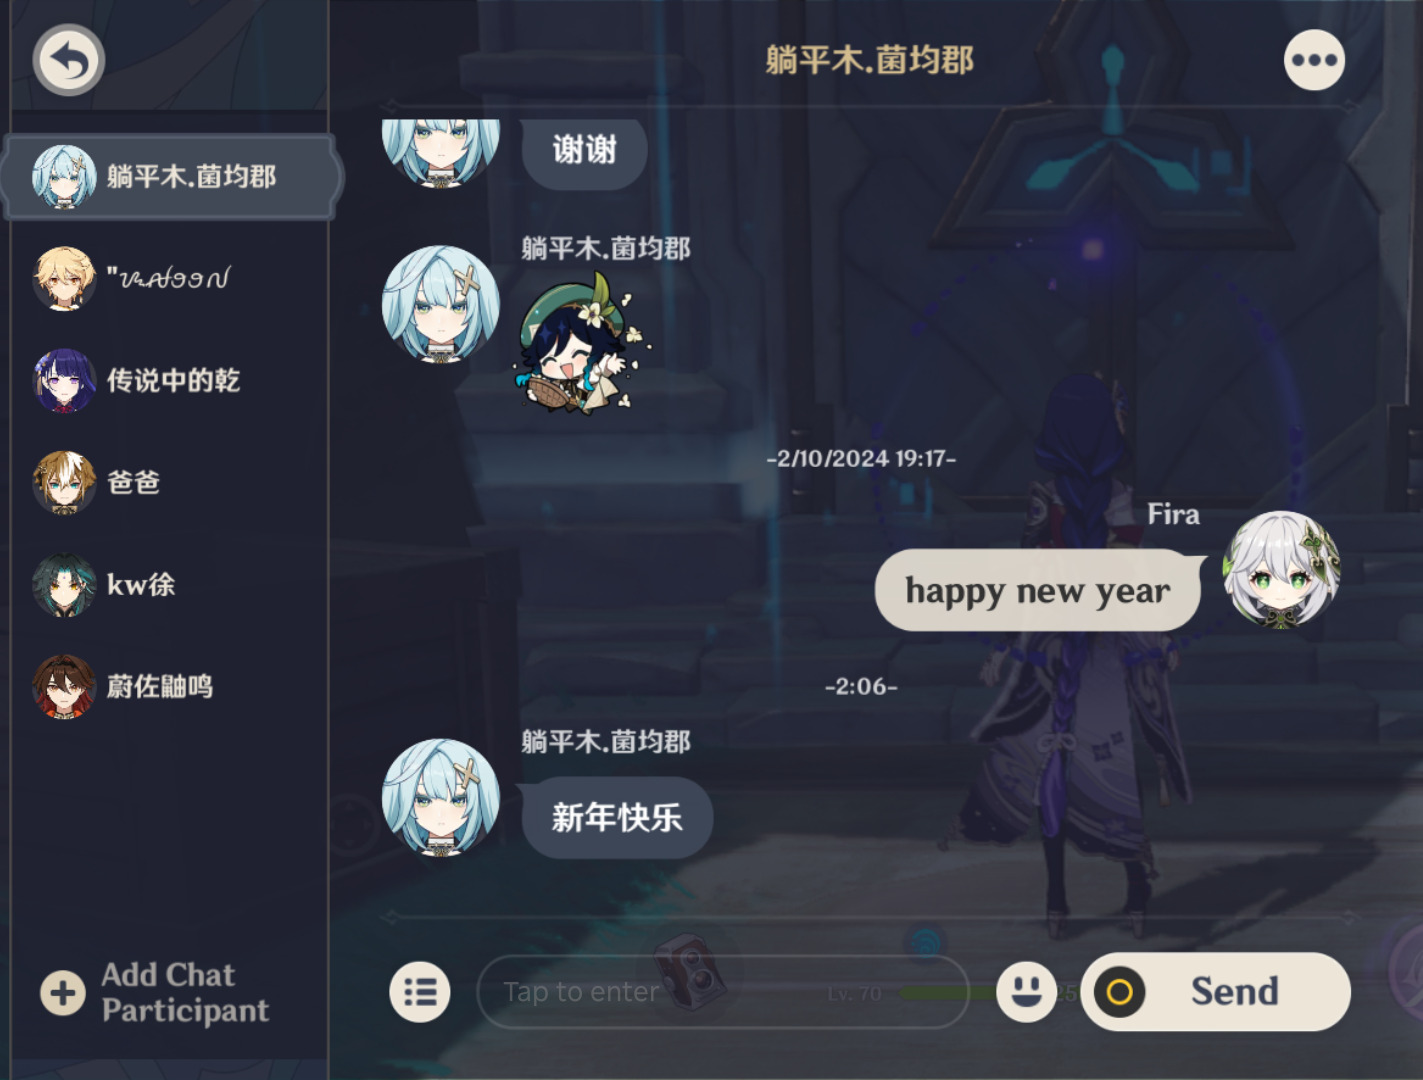 躺平木.菌均郡
躺平木.菌均郡
传说中的乾
爸爸
kw徐
蔚佐鼬鸣
Add Chat
Participant
谢谢
躺平木.菌均郡
-2/10/2024 19:17-
Fira
happy new year
-2:06-
躺平木.菌均郡
新年快乐
Tap to enter
Lv. 70
Send